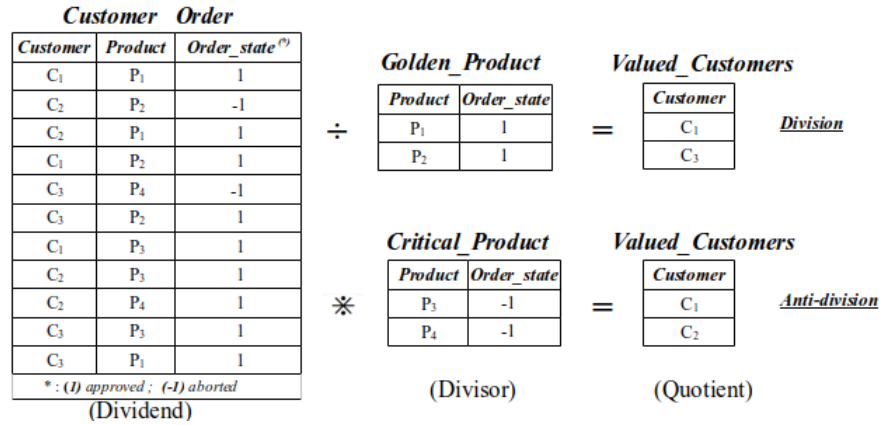 Customer Order
Customer Product Order_state (*)
C1 P1 1
C2 P2 -1
C2 P1 1
C1 P2 1
C3 P4 -1
C3 P2 1
C1 P3 1
C2 P3 1
C2 P4 1
C3 P3 1
C3 P1 1
* : (1) approved ; (-1) aborted
(Dividend)
÷
Golden_Product
Product Order_state
P1 1
P2 1
=
Valued_Customers
Customer
C1
C3
Division
⋇
Critical_Product
Product Order_state
P3 -1
P4 -1
(Divisor)
=
Valued_Customers
Customer
C1
C2
(Quotient)
Anti-division